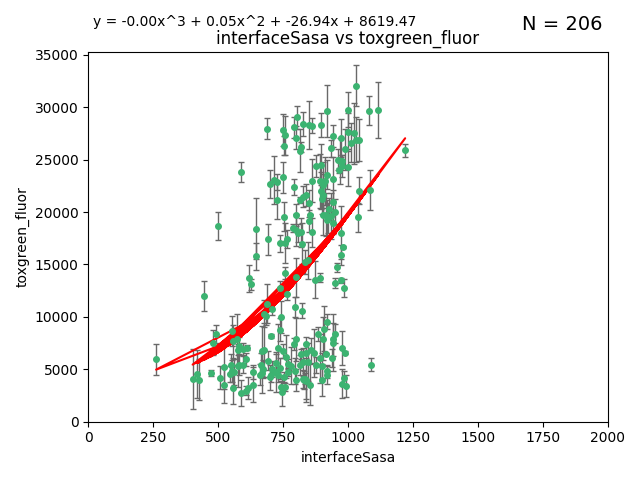 y = -0.00x^3 + 0.05x^2 + -26.94x + 8619.47
N = 206
interfaceSasa vs toxgreen_fluor
35000
30000
25000
20000
15000
10000
5000
0
toxgreen_fluor
0 250 500 750 1000 1250 1500 1750 2000
interfaceSasa